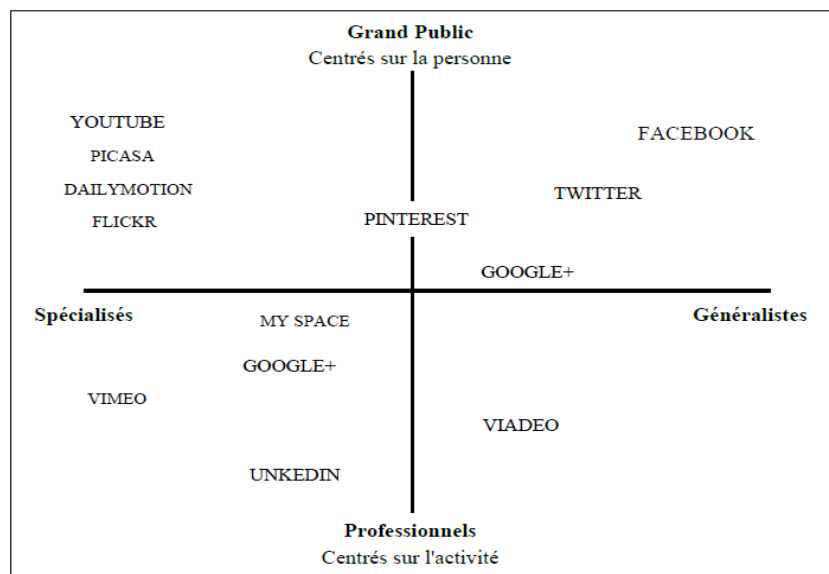 Grand Public
Centrés sur la personne
YOUTUBE
FACEBOOK
PICASA
DAILYMOTION
TWITTER
FLICKR
PINTEREST
GOOGLE+
Spécialisés
Généralistes
MY SPACE
GOOGLE+
VIMEO
VIADEO
UNKEDIN
Professionnels
Centrés sur l'activité